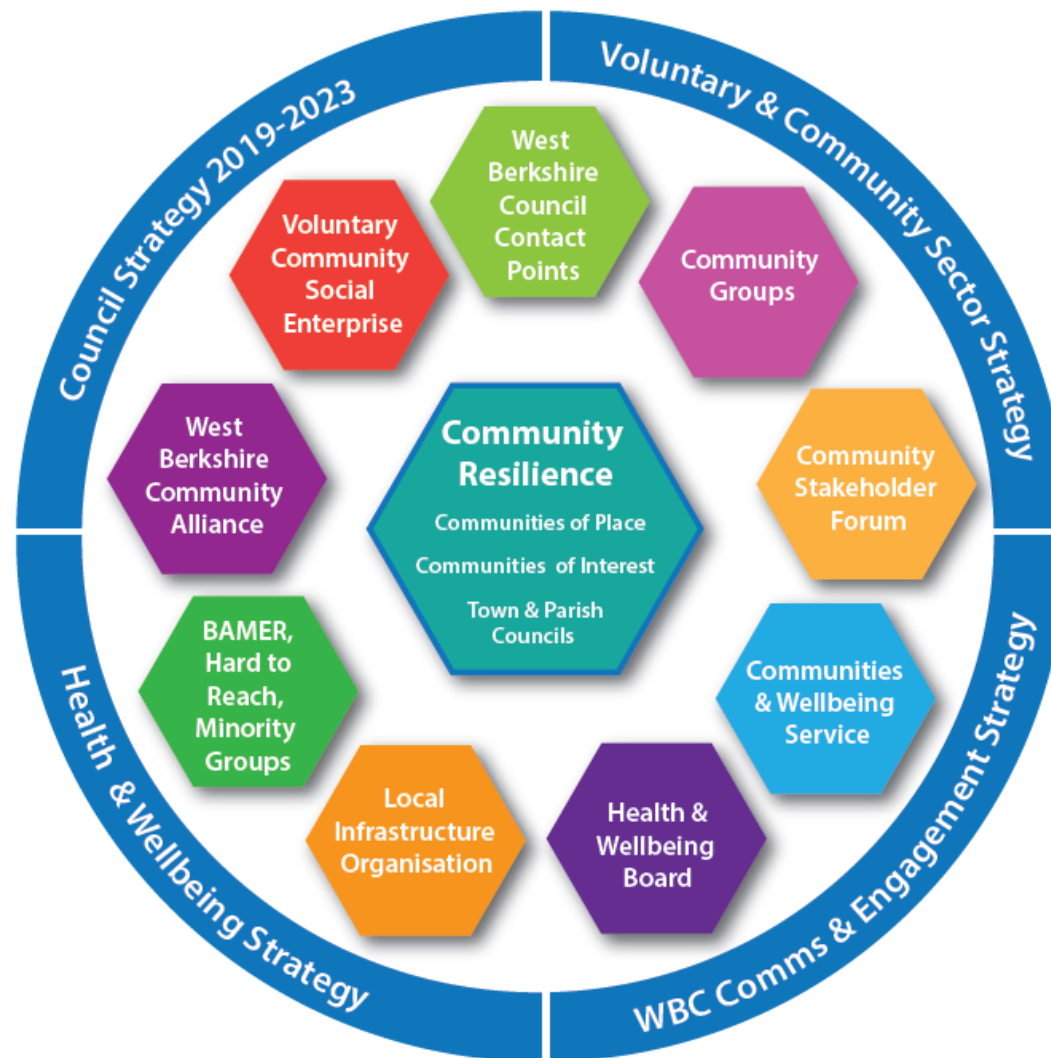 Council Strategy 2019-2023
Voluntary & Community Sector Strategy
West
Berkshire
Council
Contact
Points
Voluntary
Community
Social
Enterprise
Community
Groups
West
Berkshire
Community
Alliance
Community
Resilience
Communities of Place
Communities of Interest
Town & Parish
Councils
Community
Stakeholder
Forum
BAMER,
Hard to
Reach,
Minority
Groups
Communities
& Wellbeing
Service
Local
Infrastructure
Organisation
Health &
Wellbeing
Board
Health & Wellbeing Strategy
WBC Comms & Engagement Strategy